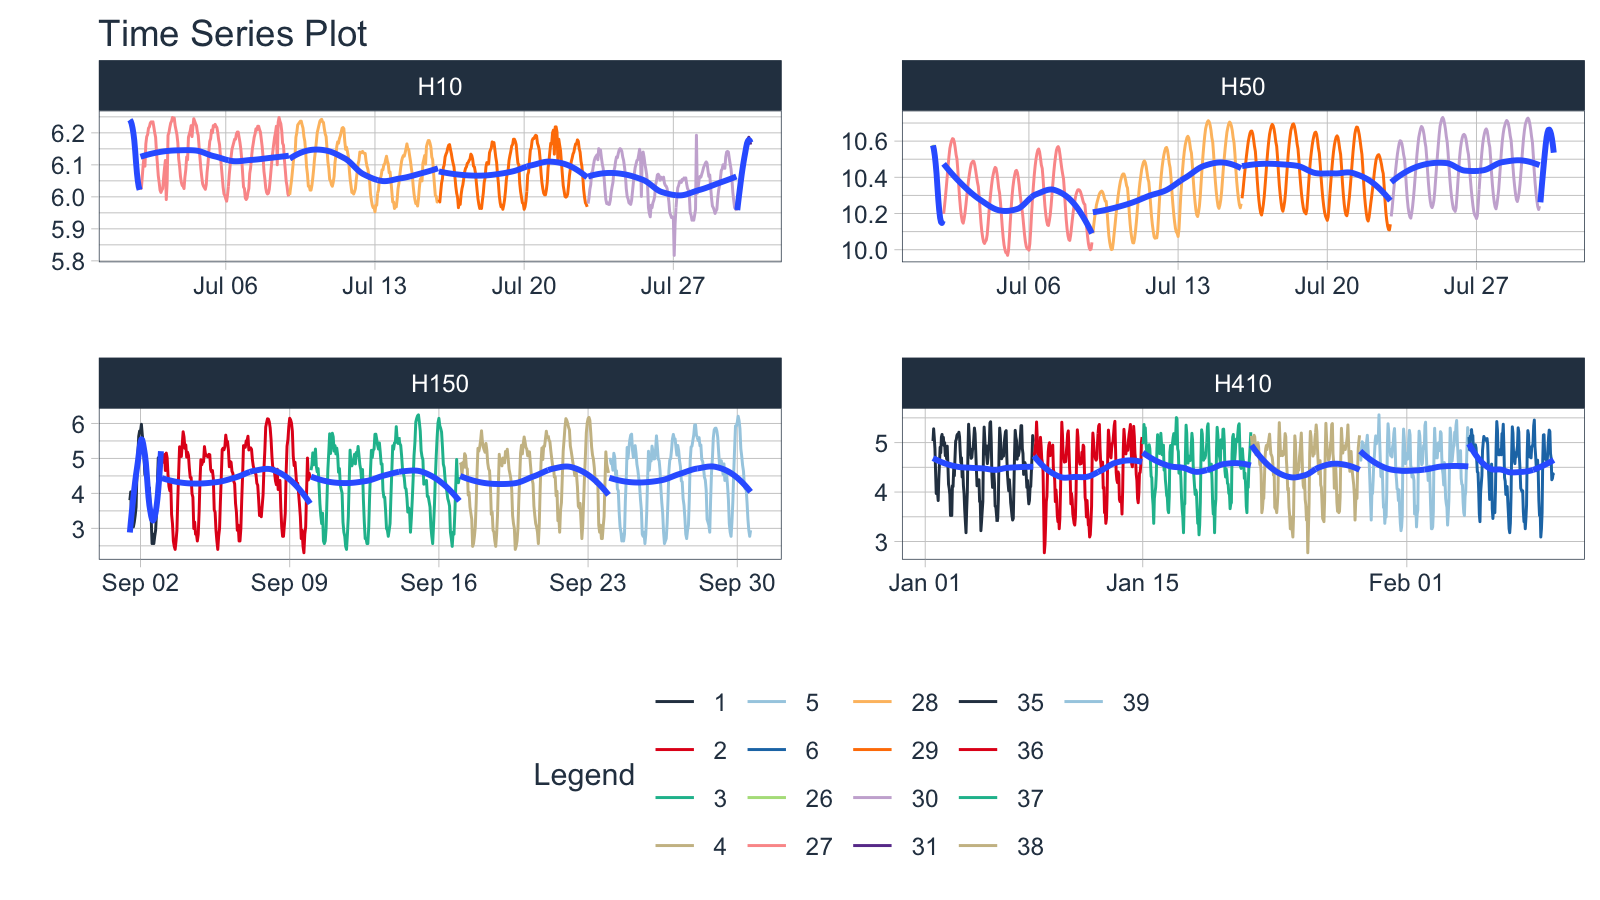 Time Series Plot
H10
H50
6.2
6.1
6.0
5.9
5.8
10.6
10.4
10.2
10.0
Jul 06 Jul 13 Jul 20 Jul 27
Jul 06 Jul 13 Jul 20 Jul 27
H150
H410
6
5
4
3
5
4
3
Sep 02 Sep 09 Sep 16 Sep 23 Sep 30
Jan 01 Jan 15 Feb 01
Legend
1 5 28 35 39
2 6 29 36
3 26 30 37
4 27 31 38